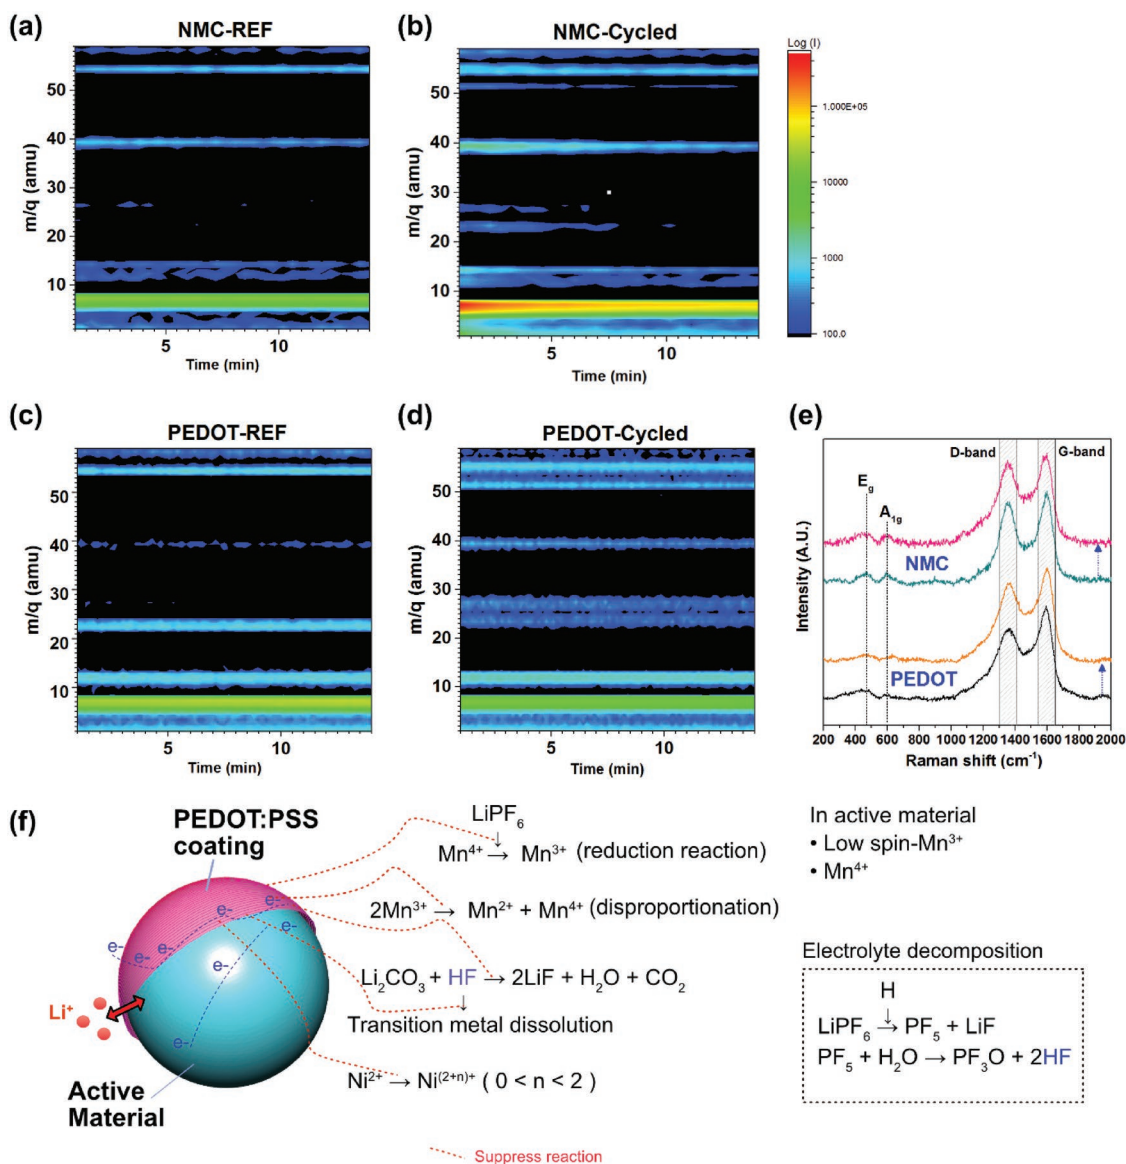 (a)
NMC-REF
m/q (amu)
50
40
30
20
10
5
10
Time (min)
(b)
NMC-Cycled
m/q (amu)
50
40
30
20
10
5
10
Time (min)
Log (I)
1.000E+05
10000
1000
100.0
(c)
PEDOT-REF
m/q (amu)
50
40
30
20
10
5
10
Time (min)
(d)
PEDOT-Cycled
m/q (amu)
50
40
30
20
10
5
10
Time (min)
(e)
D-band
G-band
E_g
A_1g
NMC
PEDOT
Intensity (A.U.)
200 400 600 800 1000 1200 1400 1600 1800 2000
Raman shift (cm⁻¹)
(f)
PEDOT:PSS
coating
e- e- e- e- e- e- e-
Li⁺
Active
Material
LiPF₆
↓
Mn⁴⁺ → Mn³⁺ (reduction reaction)
2Mn³⁺ → Mn²⁺ + Mn⁴⁺ (disproportionation)
Li₂CO₃ + HF → 2LiF + H₂O + CO₂
↓
Transition metal dissolution
Ni²⁺ → Ni⁽²⁺ⁿ⁾⁺ ( 0 < n < 2 )
Suppress reaction
In active material
• Low spin-Mn³⁺
• Mn⁴⁺
Electrolyte decomposition
H
↓
LiPF₆ → PF₅ + LiF
PF₅ + H₂O → PF₃O + 2HF